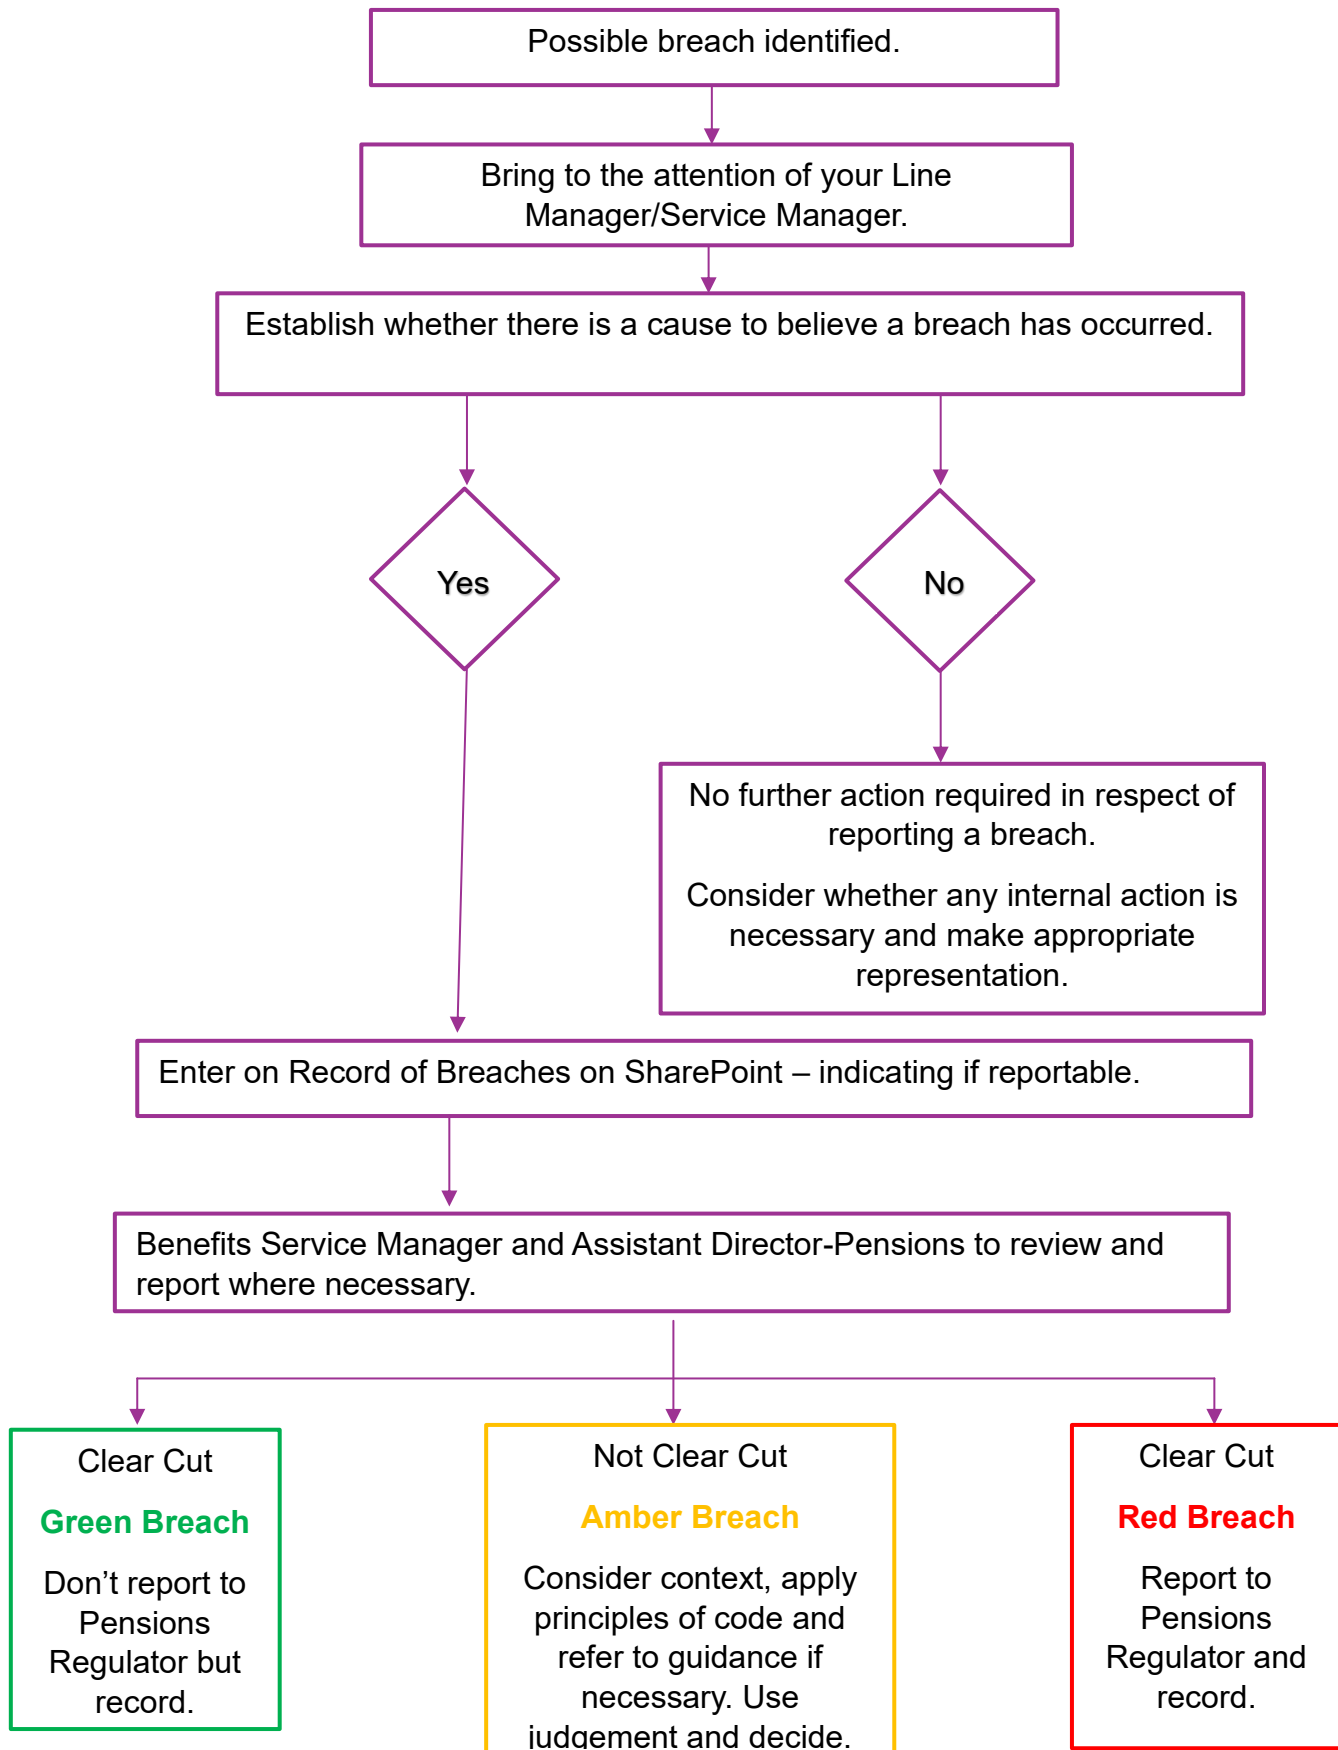 Possible breach identified.
Bring to the attention of your Line
Manager/Service Manager.
Establish whether there is a cause to believe a breach has occurred.
Yes
No
No further action required in respect of
reporting a breach.
Consider whether any internal action is
necessary and make appropriate
representation.
Enter on Record of Breaches on SharePoint – indicating if reportable.
Benefits Service Manager and Assistant Director-Pensions to review and
report where necessary.
Clear Cut
Green Breach
Don’t report to
Pensions
Regulator but
record.
Not Clear Cut
Amber Breach
Consider context, apply
principles of code and
refer to guidance if
necessary. Use
judgement and decide.
Clear Cut
Red Breach
Report to
Pensions
Regulator and
record.